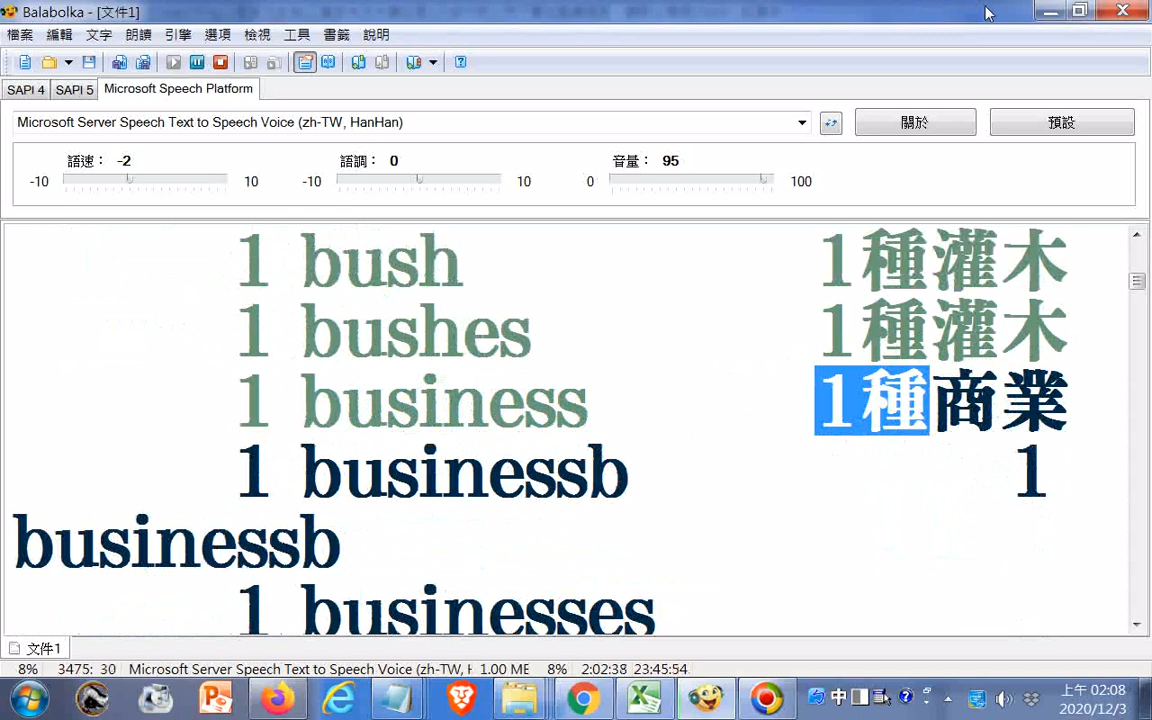 Balabolka - [文件1]
檔案 編輯 文字 朗讀 引擎 選項 檢視 工具 書籤 說明
SAPI 4 SAPI 5 Microsoft Speech Platform
Microsoft Server Speech Text to Speech Voice (zh-TW, HanHan) 關於 預設
語速： -2 語調： 0 音量： 95
-10 10 -10 10 0 100
1 bush 1種灌木
1 bushes 1種灌木
1 business 1種商業
1 businessb 1
businessb
1 businesses
文件1
8% 3475: 30 Microsoft Server Speech Text to Speech Voice (zh-TW, H 1.00 ME 8% 2:02:38 23:45:54
中 上午 02:08
2020/12/3